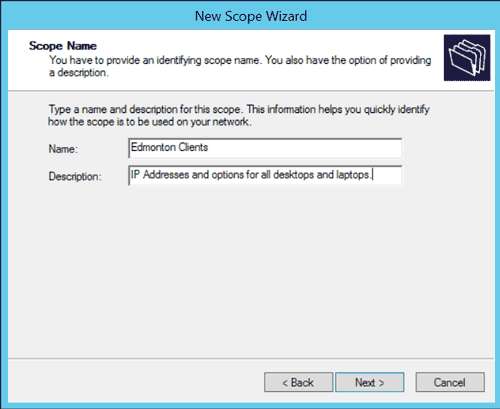 New Scope Wizard
Scope Name
You have to provide an identifying scope name. You also have the option of providing
a description.
Type a name and description for this scope. This information helps you quickly identify
how the scope is to be used on your network.
Name:
Edmonton Clients
Description:
IP Addresses and options for all desktops and laptops.
< Back
Next >
Cancel